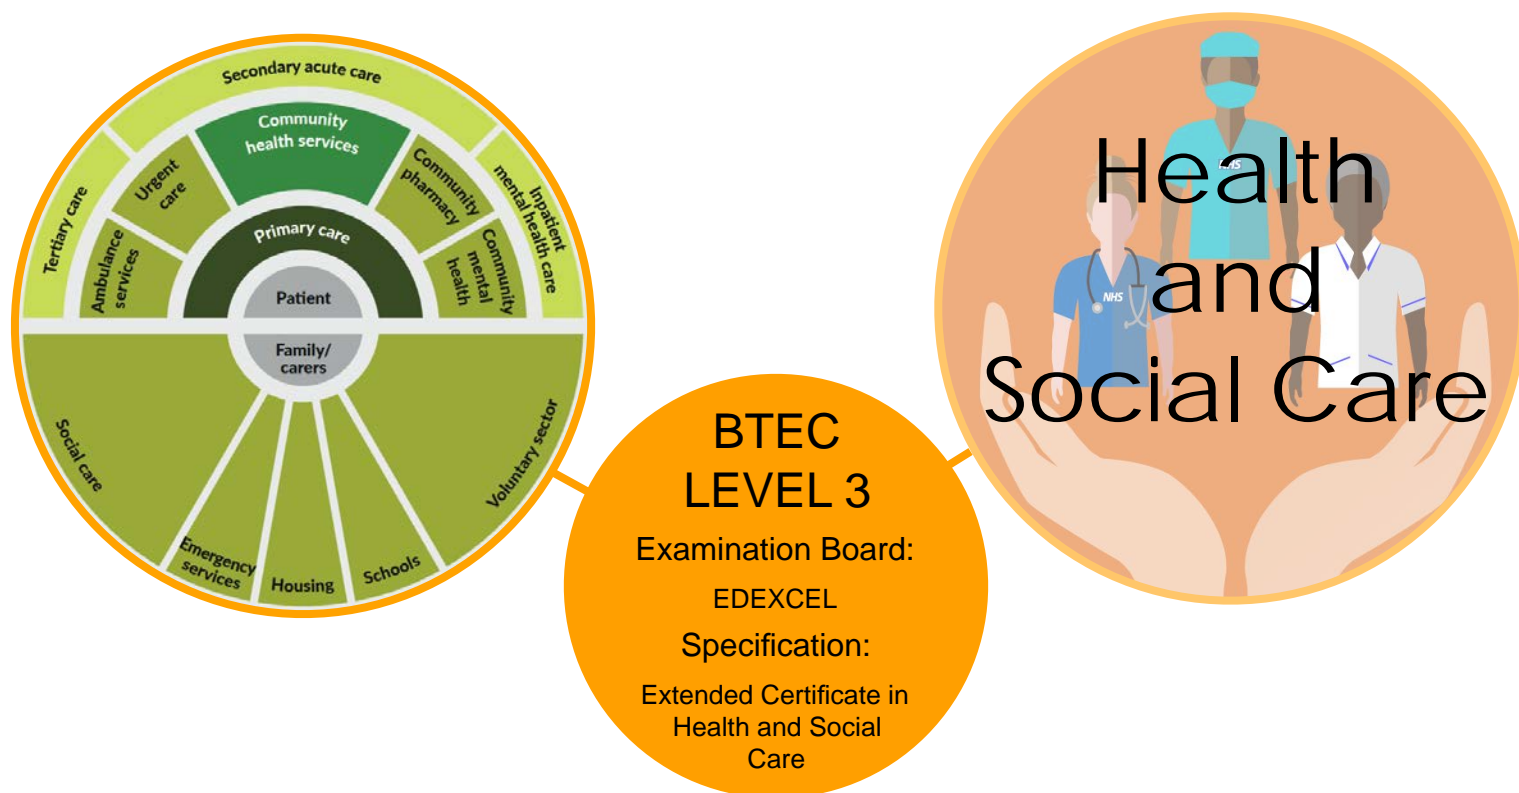 Secondary acute care
Community
health services
Urgent
care
Community
pharmacy
Tertiary care
Inpatient
mental health care
Ambulance
services
Primary care
Community
mental
health
Patient
Family/
carers
Social care
Emergency
services
Housing
Schools
Voluntary sector
BTEC
LEVEL 3
Examination Board:
EDEXCEL
Specification:
Extended Certificate in
Health and Social
Care
Health
NHS
and
NHS
Social Care